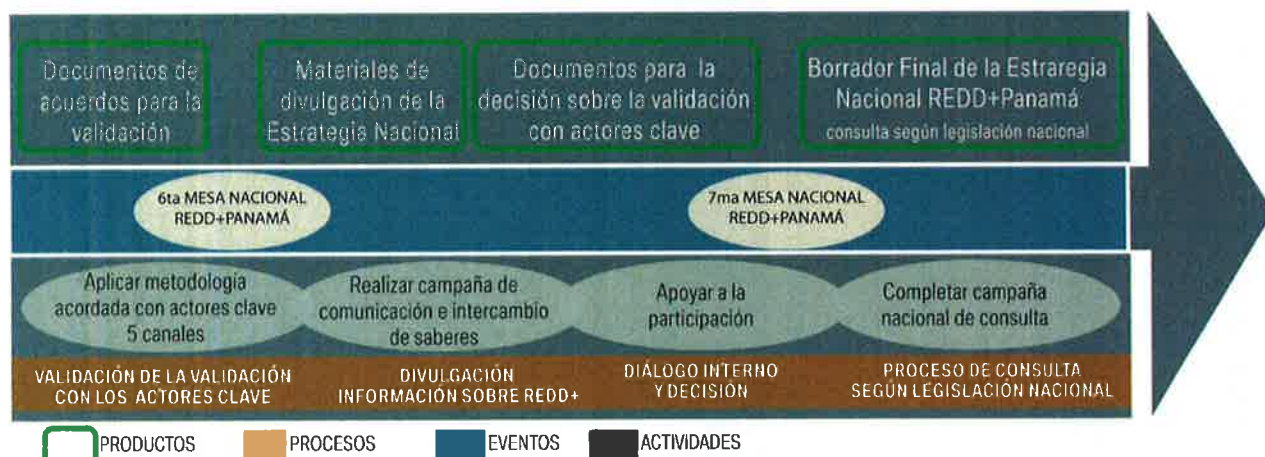 Documentos de
acuerdos para la
validación
Materiales de
divulgación de la
Estrategia Nacional
Documentos para la
decisión sobre la validación
con actores clave
Borrador Final de la Estraregia
Nacional REDD+Panamá
consulta según legislación nacional
6ta MESA NACIONAL
REDD+PANAMÁ
7ma MESA NACIONAL
REDD+PANAMÁ
Aplicar metodología
acordada con actores clave
5 canales
Realizar campaña de
comunicación e intercambio
de saberes
Apoyar a la
participación
Completar campaña
nacional de consulta
VALIDACIÓN DE LA VALIDACIÓN
CON LOS ACTORES CLAVE
DIVULGACIÓN
INFORMACIÓN SOBRE REDD+
DIÁLOGO INTERNO
Y DECISIÓN
PROCESO DE CONSULTA
SEGÚN LEGISLACIÓN NACIONAL
PRODUCTOS
PROCESOS
EVENTOS
ACTIVIDADES